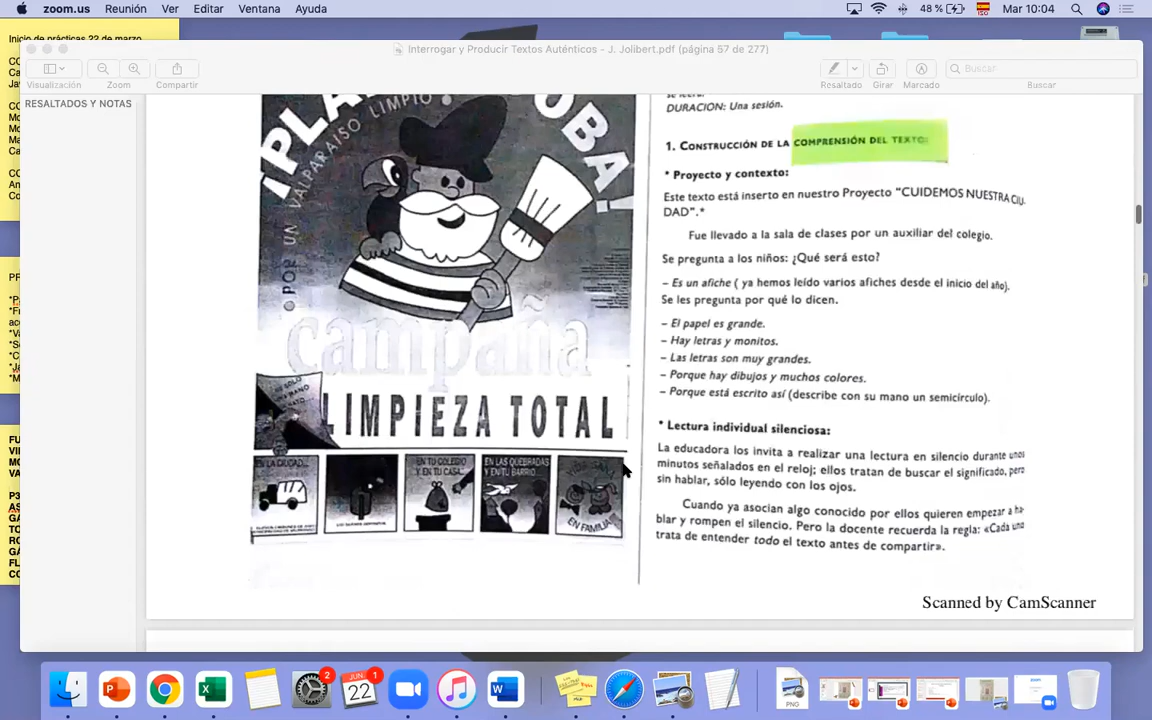 zoom.us Reunión Ver Editar Ventana Ayuda
48 % Mar 10:04
Inicio de prácticas 22 de marzo
Interrogar y Producir Textos Auténticos - J. Jolibert.pdf (página 57 de 277)
Visualización Zoom Compartir Resaltado Girar Marcado Buscar
Buscar
RESALTADOS Y NOTAS
POR UN VALPARAISO LIMPIO
campaña
LIMPIEZA TOTAL
EN LA CIUDAD...
EN TU COLEGIO
Y EN TU CASA...
EN LAS QUEBRADAS
Y EN TU BARRIO
EN FAMILIA
DURACION: Una sesión.
1. CONSTRUCCIÓN DE LA COMPRENSIÓN DEL TEXTO
* Proyecto y contexto:
Este texto está inserto en nuestro Proyecto "CUIDEMOS NUESTRA CIU-
DAD".*
Fue llevado a la sala de clases por un auxiliar del colegio.
Se pregunta a los niños: ¿Qué será esto?
– Es un afiche ( ya hemos leído varios afiches desde el inicio del año).
Se les pregunta por qué lo dicen.
– El papel es grande.
– Hay letras y monitos.
– Las letras son muy grandes.
– Porque hay dibujos y muchos colores.
– Porque está escrito así (describe con su mano un semicírculo).
* Lectura individual silenciosa:
La educadora los invita a realizar una lectura en silencio durante unos
minutos señalados en el reloj; ellos tratan de buscar el significado, pero
sin hablar, sólo leyendo con los ojos.
Cuando ya asocian algo conocido por ellos quieren empezar a ha-
blar y rompen el silencio. Pero la docente recuerda la regla: «Cada uno
trata de entender todo el texto antes de compartir».
Scanned by CamScanner
2
JUN
22
1
PNG